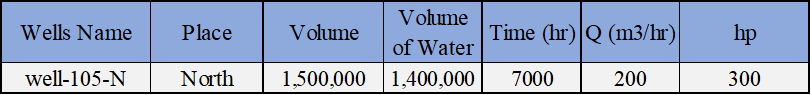 Wells Name Place Volume Volume of Water Time (hr) Q (m3/hr) hp
well-105-N North 1,500,000 1,400,000 7000 200 300